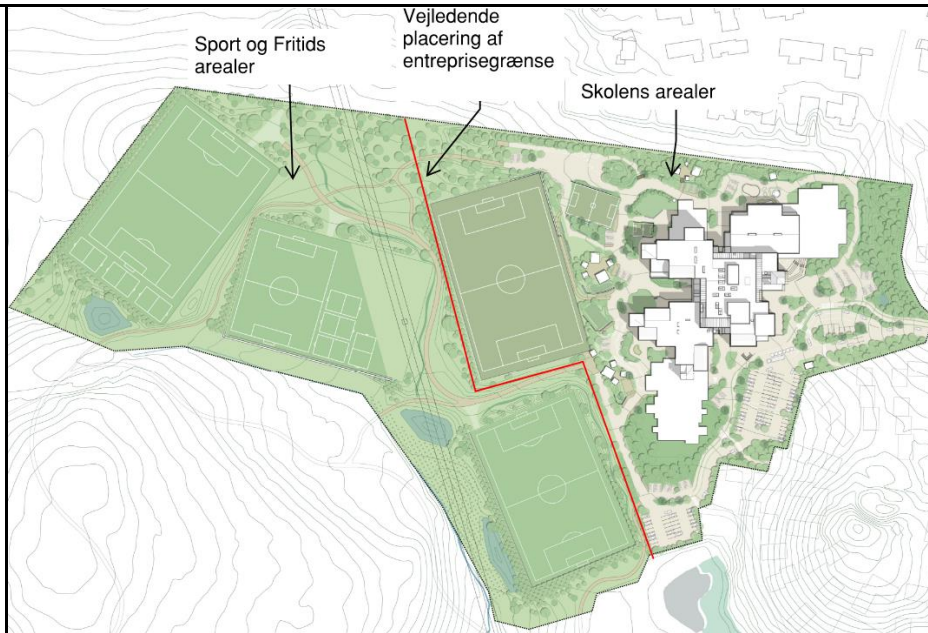 Sport og Fritids
arealer
Vejledende
placering af
entreprisegrænse
Skolens arealer